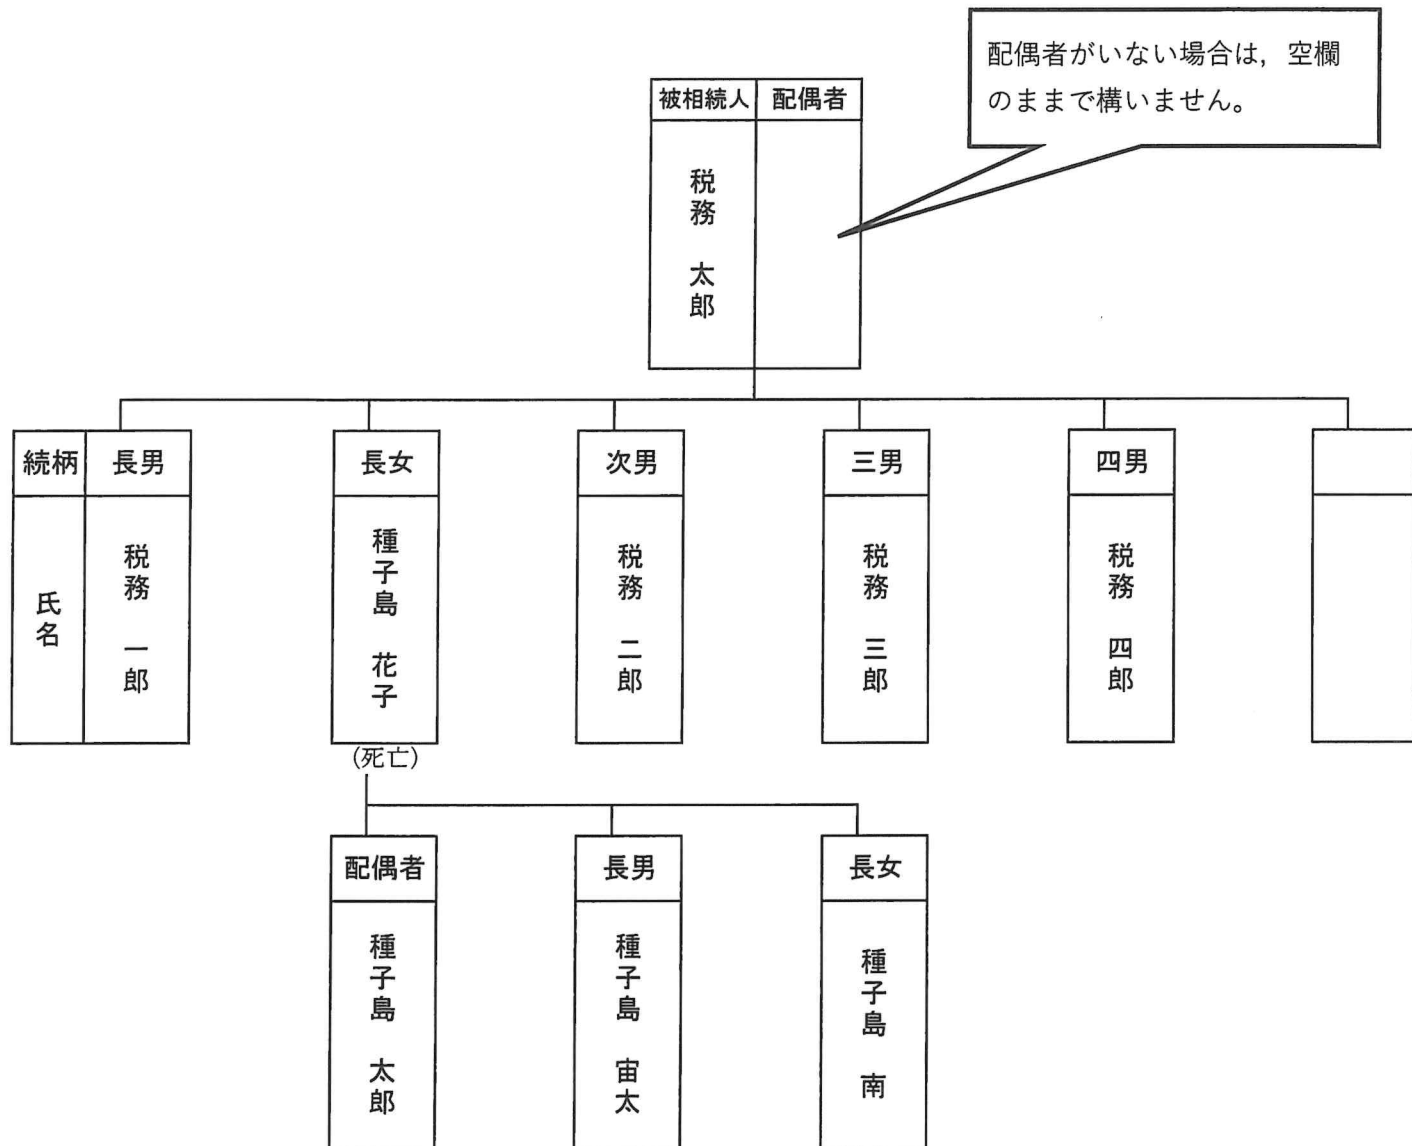 配偶者がいない場合は，空欄
のままで構いません。
被相続人
配偶者
税務　太郎
続柄
長男
長女
次男
三男
四男
氏名
税務　一郎
種子島　花子
税務　二郎
税務　三郎
税務　四郎
(死亡)
配偶者
長男
長女
種子島　太郎
種子島　宙太
種子島　南